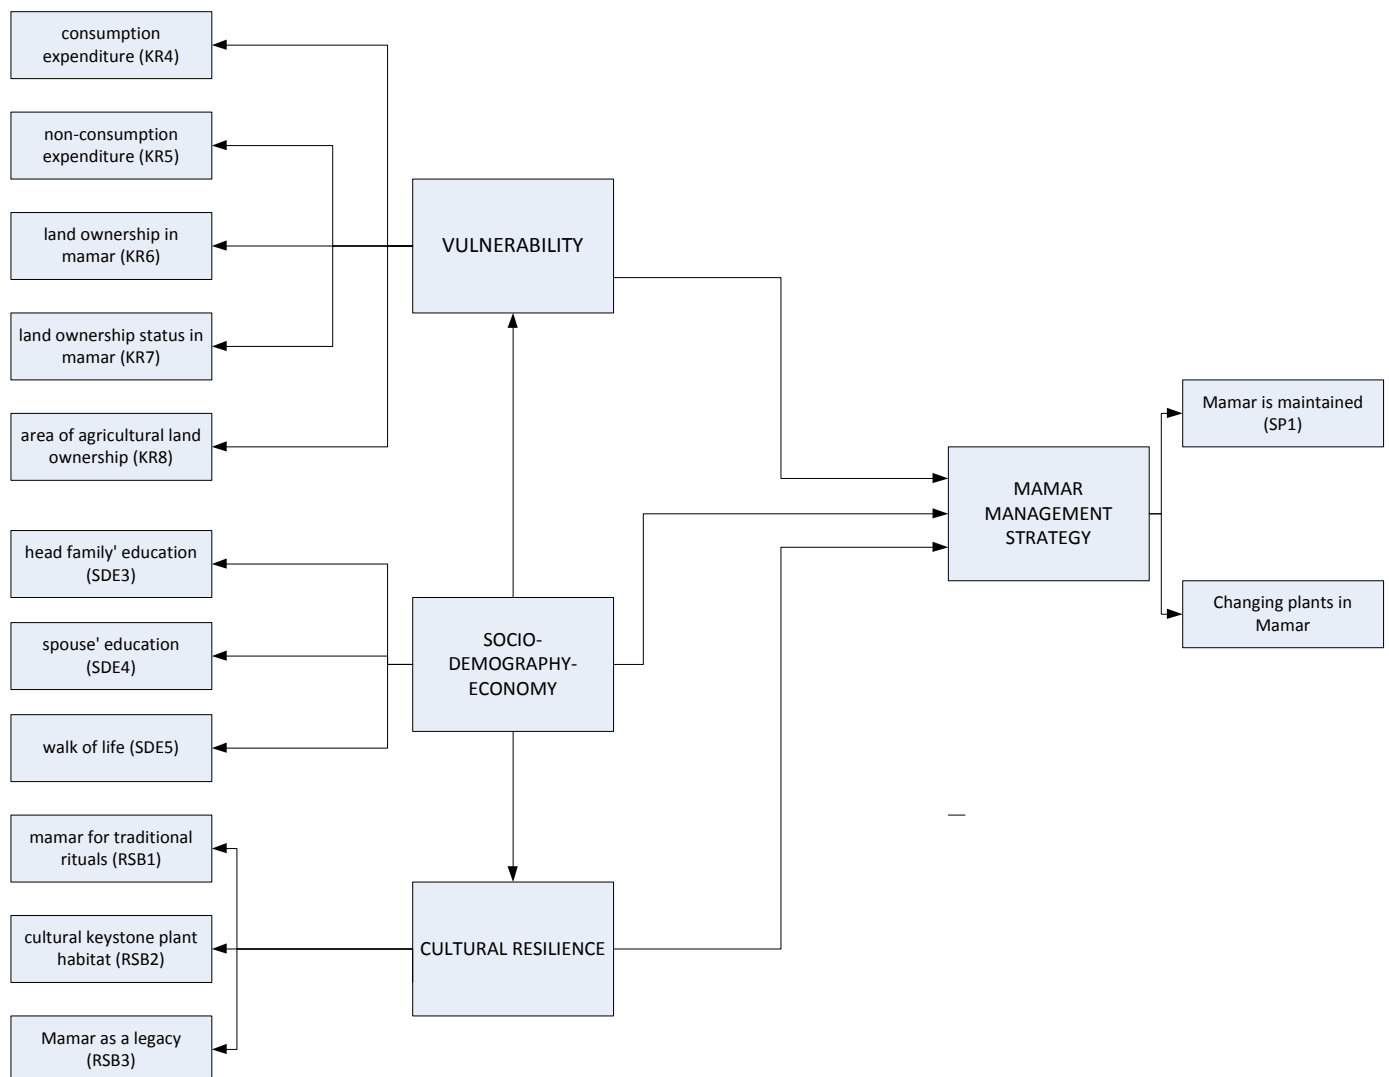 consumption
expenditure (KR4)
non-consumption
expenditure (KR5)
land ownership in
mamar (KR6)
land ownership status in
mamar (KR7)
area of agricultural land
ownership (KR8)
head family' education
(SDE3)
spouse' education
(SDE4)
walk of life (SDE5)
mamar for traditional
rituals (RSB1)
cultural keystone plant
habitat (RSB2)
Mamar as a legacy
(RSB3)
VULNERABILITY
SOCIO-
DEMOGRAPHY-
ECONOMY
CULTURAL RESILIENCE
MAMAR
MANAGEMENT
STRATEGY
Mamar is maintained
(SP1)
Changing plants in
Mamar